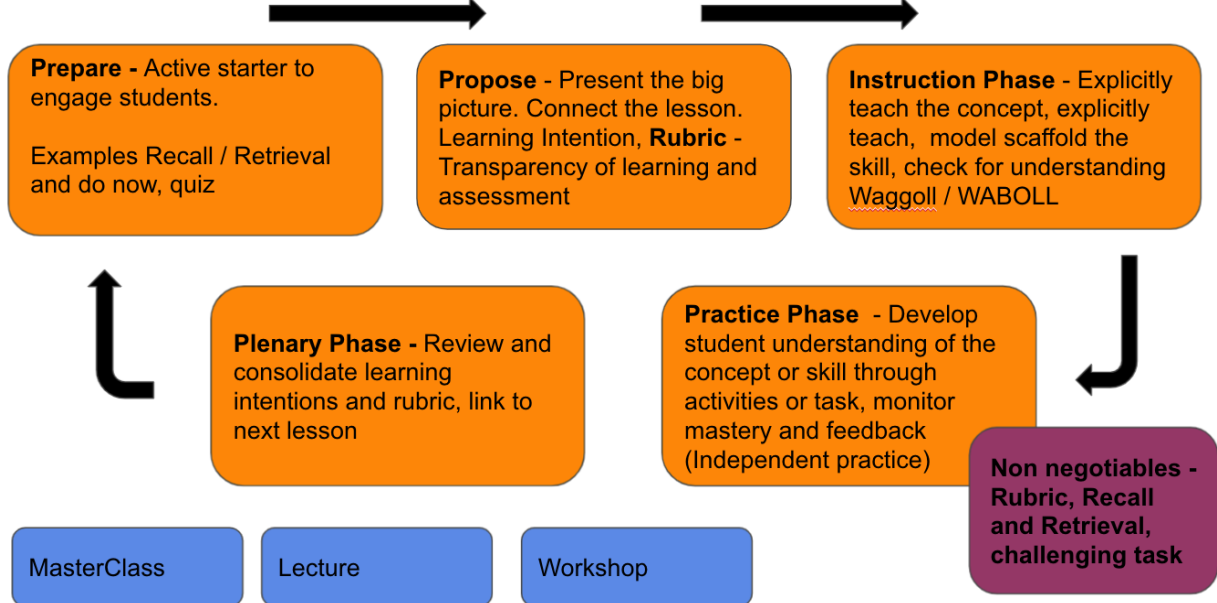 Prepare - Active starter to
engage students.
Examples Recall / Retrieval
and do now, quiz
Propose - Present the big
picture. Connect the lesson.
Learning Intention, Rubric -
Transparency of learning and
assessment
Instruction Phase - Explicitly
teach the concept, explicitly
teach,  model scaffold the
skill, check for understanding
Waggoll / WABOLL
Plenary Phase - Review and
consolidate learning
intentions and rubric, link to
next lesson
Practice Phase  - Develop
student understanding of the
concept or skill through
activities or task, monitor
mastery and feedback
(Independent practice)
Non negotiables -
Rubric, Recall
and Retrieval,
challenging task
MasterClass
Lecture
Workshop